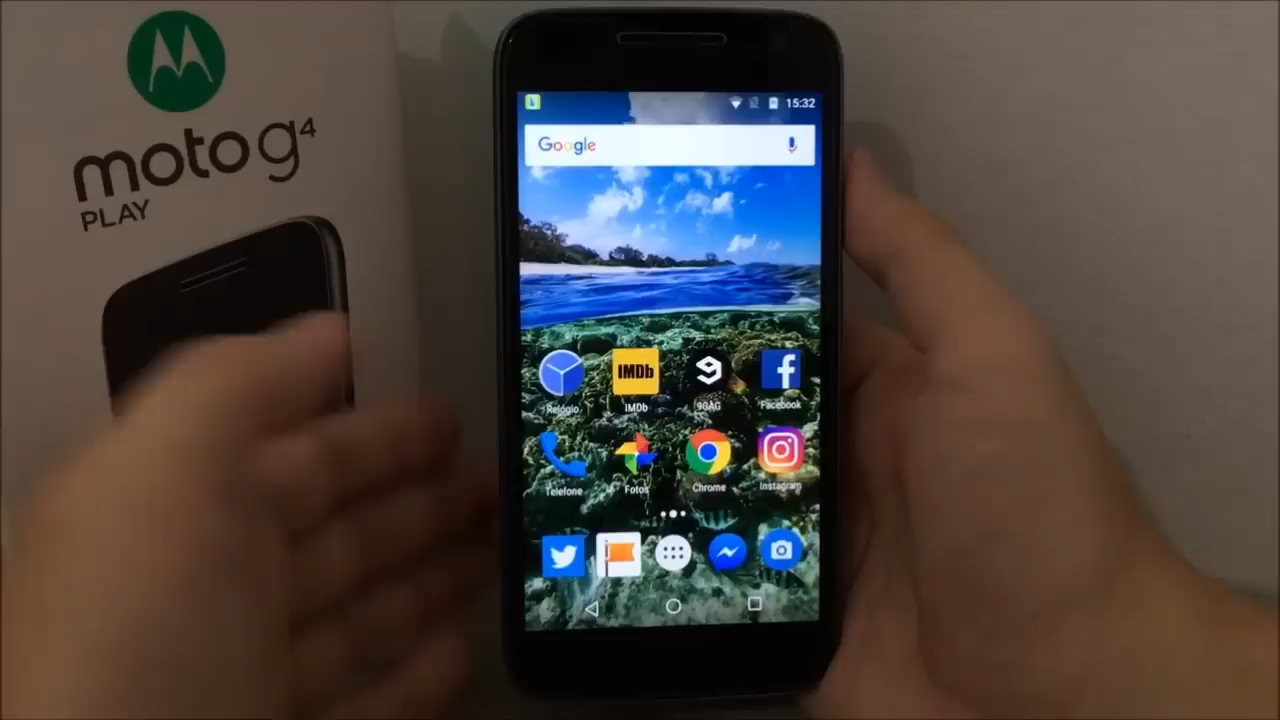 moto g4
PLAY
15:32
Google
IMDb
Relógio
IMDb
9GAG
Facebook
Telefone
Fotos
Chrome
Instagram